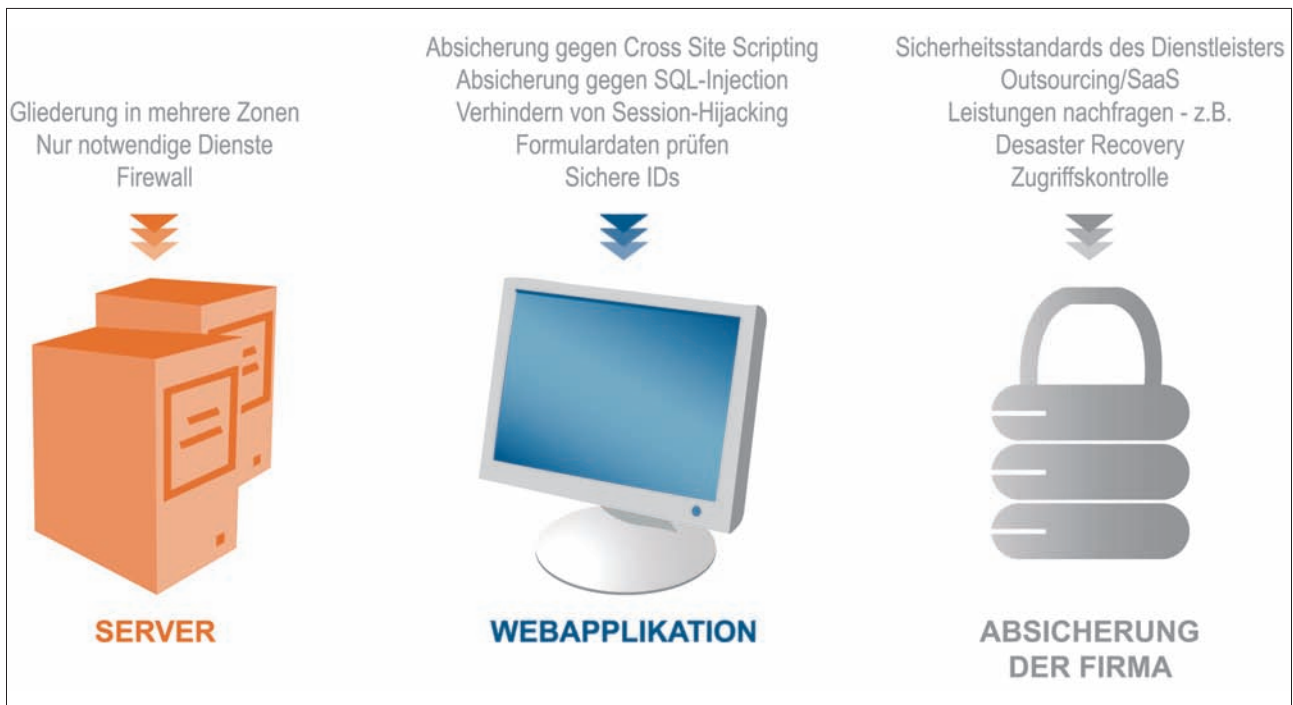 Gliederung in mehrere Zonen
Nur notwendige Dienste
Firewall
SERVER
Absicherung gegen Cross Site Scripting
Absicherung gegen SQL-Injection
Verhindern von Session-Hijacking
Formulardaten prüfen
Sichere IDs
WEBAPPLIKATION
Sicherheitsstandards des Dienstleisters
Outsourcing/SaaS
Leistungen nachfragen - z.B.
Desaster Recovery
Zugriffskontrolle
ABSICHERUNG
DER FIRMA